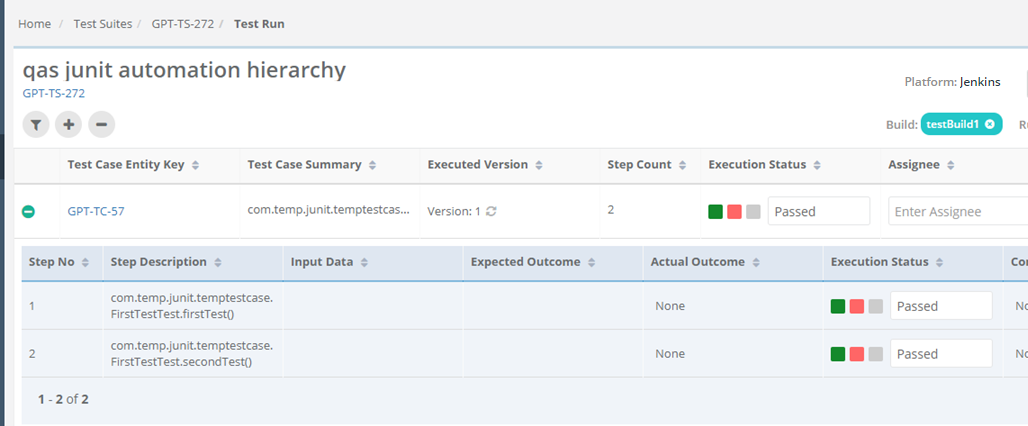 Home / Test Suites / GPT-TS-272 / Test Run
qas junit automation hierarchy
GPT-TS-272
Platform: Jenkins
Build: testBuild1
Test Case Entity Key Test Case Summary Executed Version Step Count Execution Status Assignee
GPT-TC-57 com.temp.junit.temptestcas... Version: 1 2 Passed Enter Assignee
Step No Step Description Input Data Expected Outcome Actual Outcome Execution Status
1 com.temp.junit.temptestcase. None Passed
FirstTestTest.firstTest()
2 com.temp.junit.temptestcase. None Passed
FirstTestTest.secondTest()
1 - 2 of 2